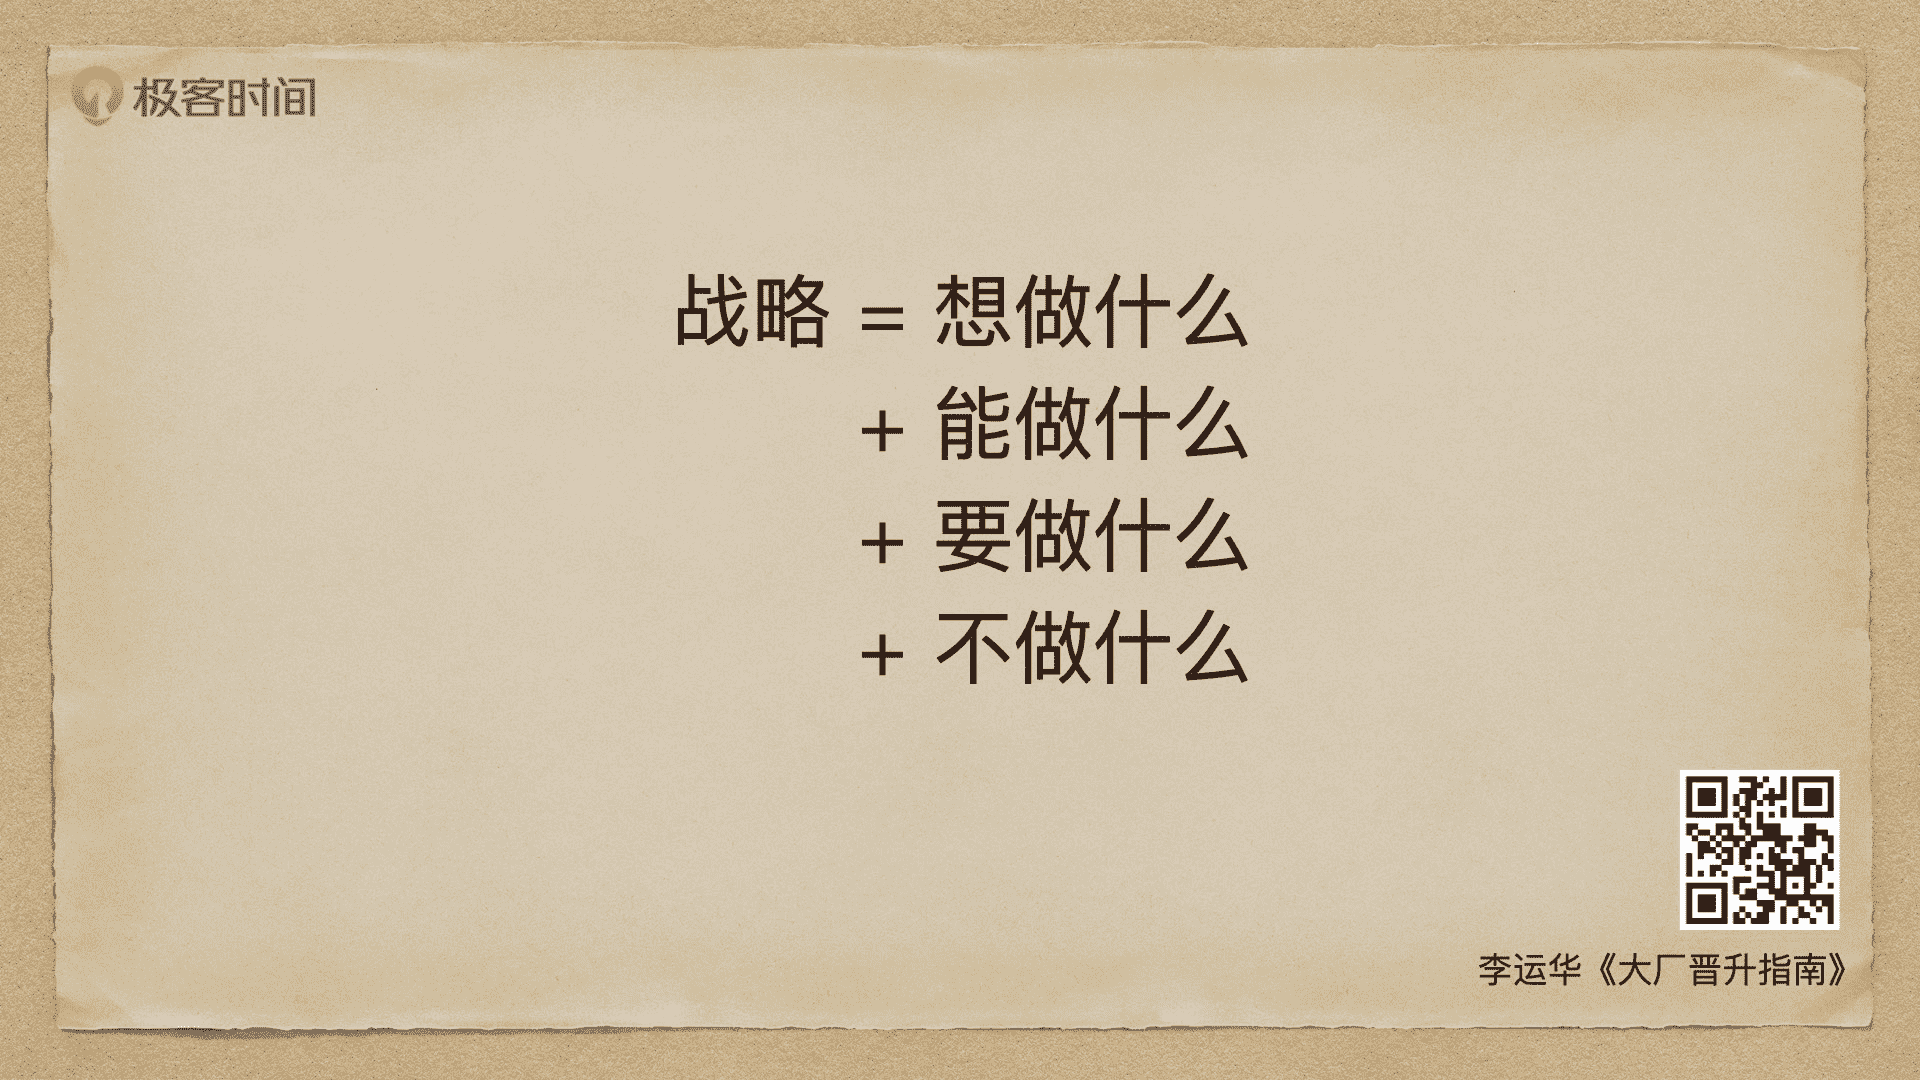 极客时间
战略 = 想做什么
+ 能做什么
+ 要做什么
+ 不做什么
李运华《大厂晋升指南》